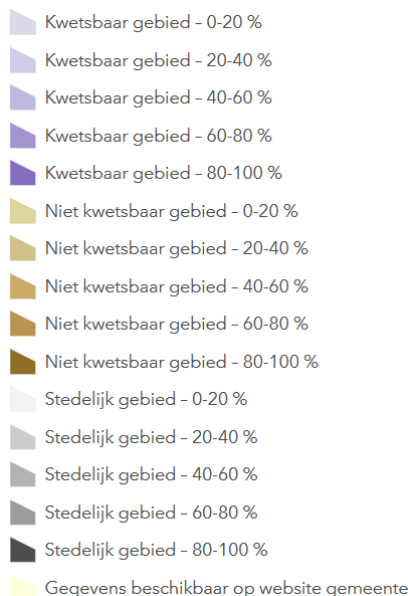 Kwetsbaar gebied – 0-20 %
Kwetsbaar gebied – 20-40 %
Kwetsbaar gebied – 40-60 %
Kwetsbaar gebied – 60-80 %
Kwetsbaar gebied – 80-100 %
Niet kwetsbaar gebied – 0-20 %
Niet kwetsbaar gebied – 20-40 %
Niet kwetsbaar gebied – 40-60 %
Niet kwetsbaar gebied – 60-80 %
Niet kwetsbaar gebied – 80-100 %
Stedelijk gebied – 0-20 %
Stedelijk gebied – 20-40 %
Stedelijk gebied – 40-60 %
Stedelijk gebied – 60-80 %
Stedelijk gebied – 80-100 %
Gegevens beschikbaar op website gemeente